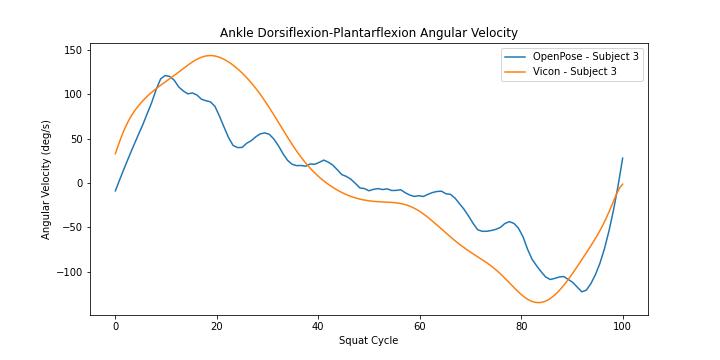 Ankle Dorsiflexion-Plantarflexion Angular Velocity
OpenPose - Subject 3
Vicon - Subject 3
Angular Velocity (deg/s)
150
100
50
0
−50
−100
0
20
40
60
80
100
Squat Cycle